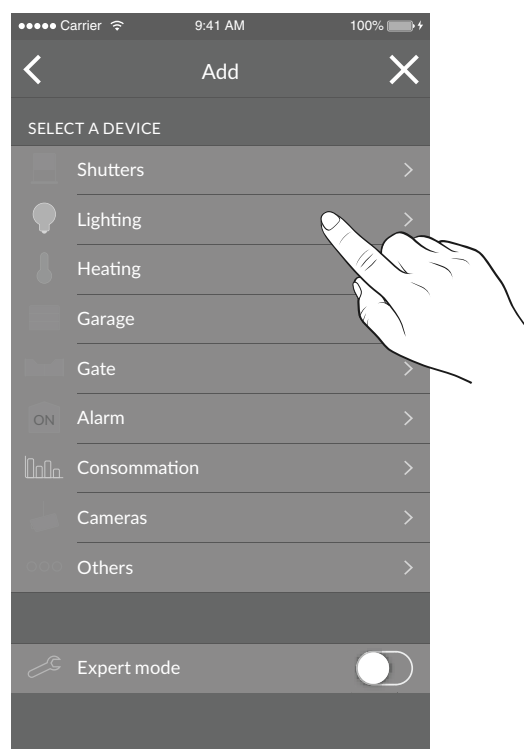 Carrier 9:41 AM 100%
Add
SELECT A DEVICE
Shutters
Lighting
Heating
Garage
Gate
ON Alarm
Consommation
Cameras
Others
Expert mode